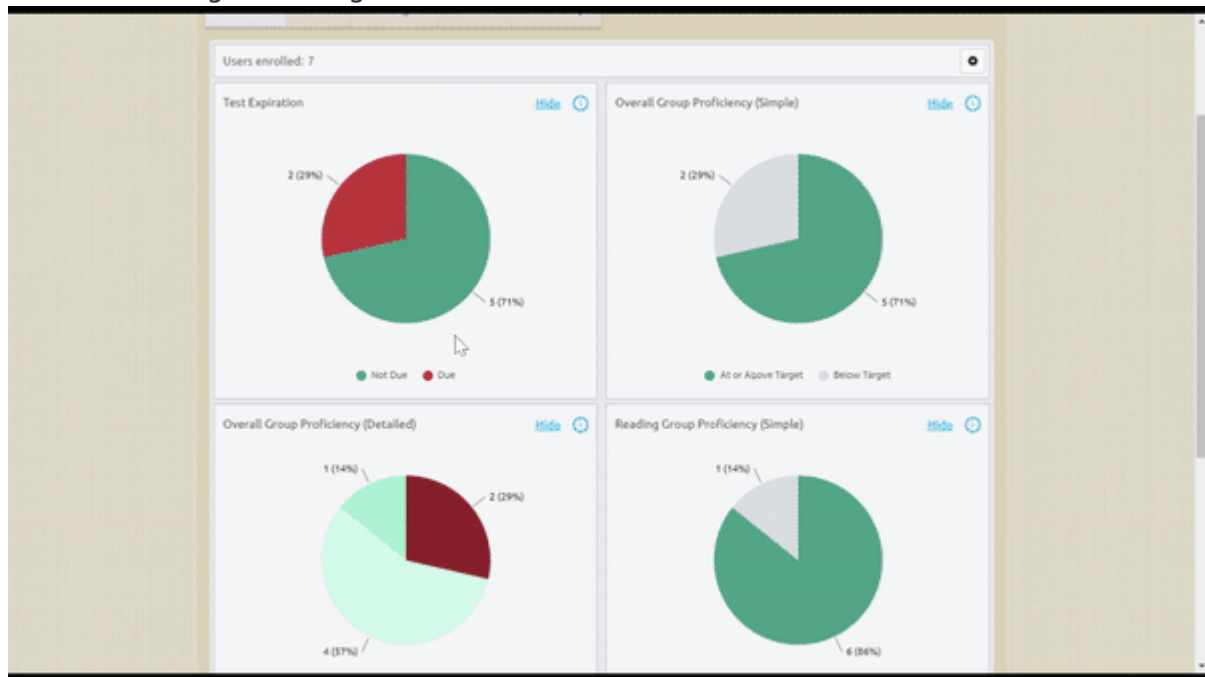 Users enrolled: 7
Test Expiration
Hide
2 (29%)
5 (71%)
Not Due
Due
Overall Group Proficiency (Simple)
Hide
2 (29%)
5 (71%)
At or Above Target
Below Target
Overall Group Proficiency (Detailed)
Hide
1 (14%)
2 (29%)
4 (57%)
Reading Group Proficiency (Simple)
Hide
1 (14%)
6 (86%)